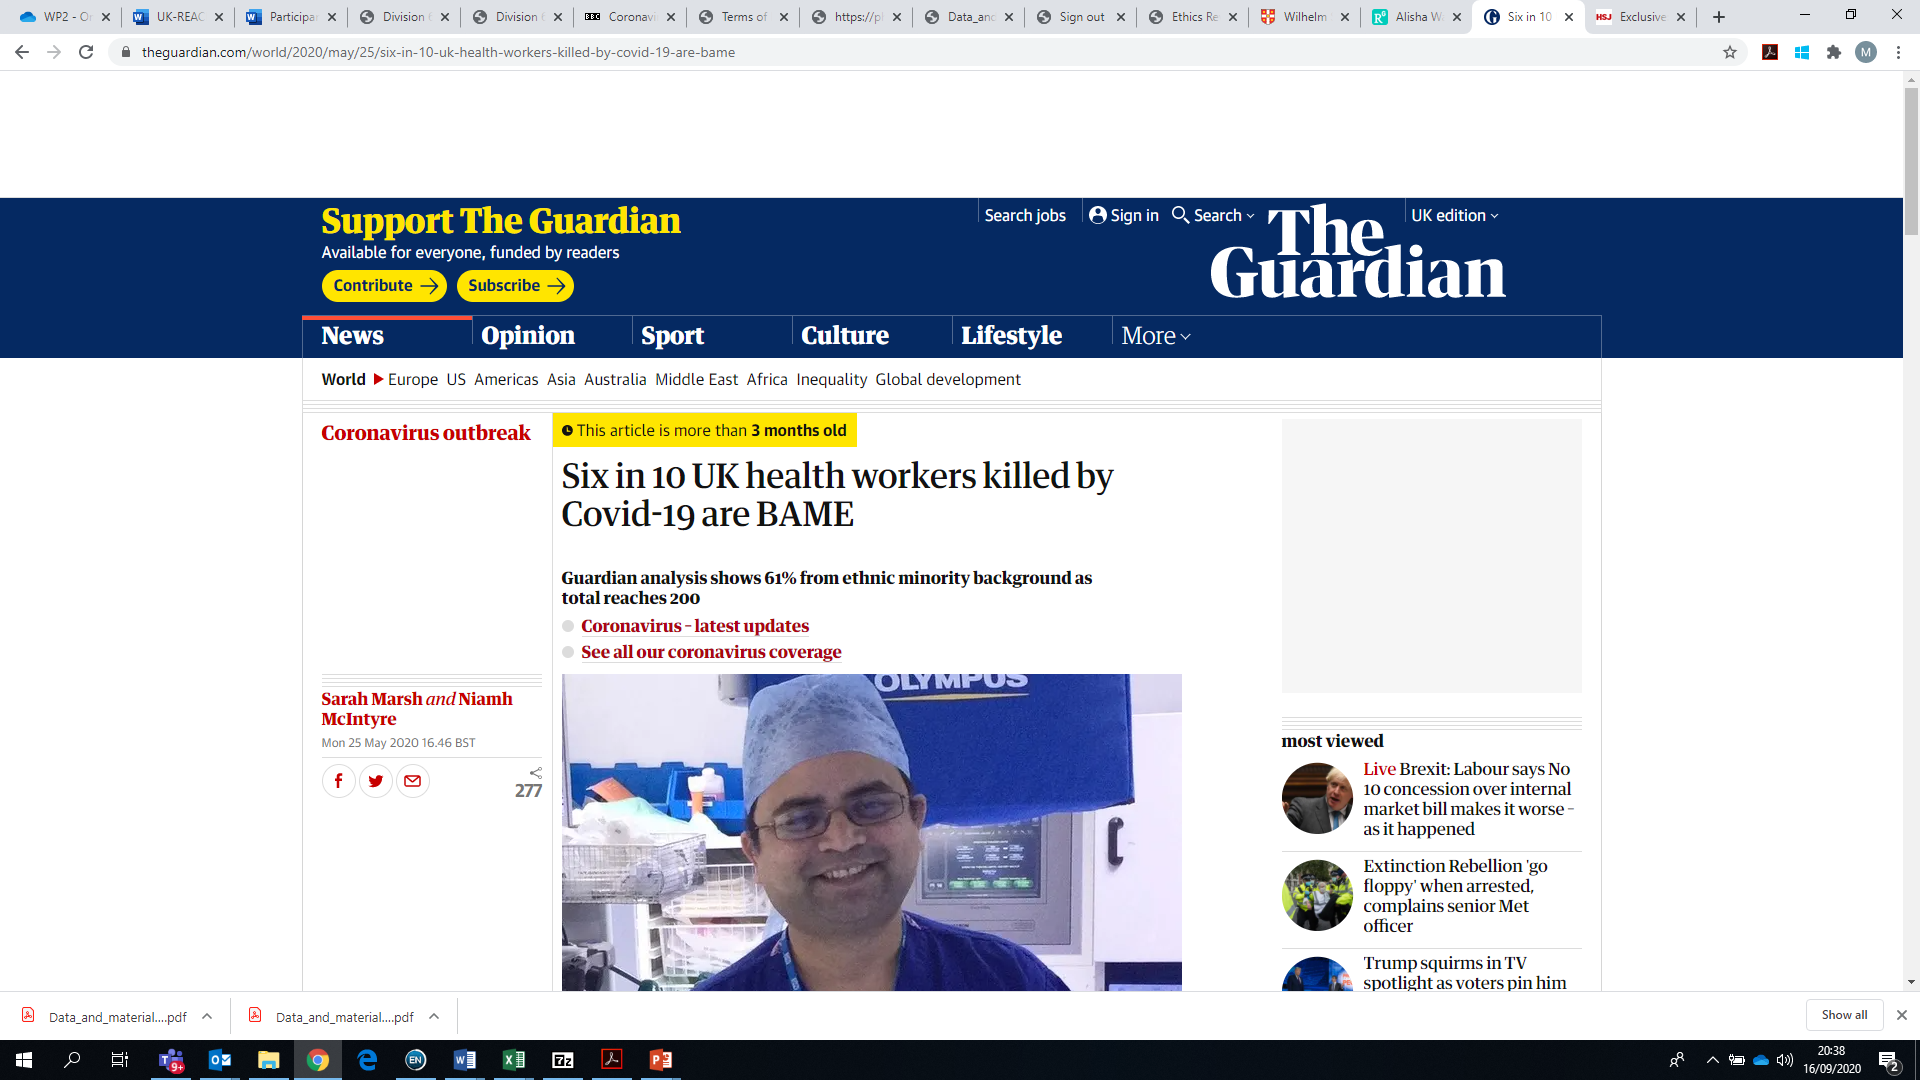 WP2 - O
UK-REAC
Participa
Division
Division
BBC Coronavi
Terms of
https://pl
Data_and
Sign out
Ethics Re
Wilhelm
Alisha W
Six in 10
HSJ Exclusive
theguardian.com/world/2020/may/25/six-in-10-uk-health-workers-killed-by-covid-19-are-bame
M
Support The Guardian
Available for everyone, funded by readers
Contribute
Subscribe
Search jobs
Sign in
Search
The
Guardian
UK edition
News
Opinion
Sport
Culture
Lifestyle
More
World Europe US Americas Asia Australia Middle East Africa Inequality Global development
Coronavirus outbreak
This article is more than 3 months old
Six in 10 UK health workers killed by
Covid-19 are BAME
Guardian analysis shows 61% from ethnic minority background as
total reaches 200
Coronavirus – latest updates
See all our coronavirus coverage
Sarah Marsh and Niamh
McIntyre
Mon 25 May 2020 16.46 BST
277
OLYMPUS
most viewed
Live Brexit: Labour says No
10 concession over internal
market bill makes it worse –
as it happened
Extinction Rebellion 'go
floppy' when arrested,
complains senior Met
officer
Trump squirms in TV
spotlight as voters pin him
Data_and_material....pdf
Data_and_material....pdf
Show all
9+
EN
7z
20:38
16/09/2020
2